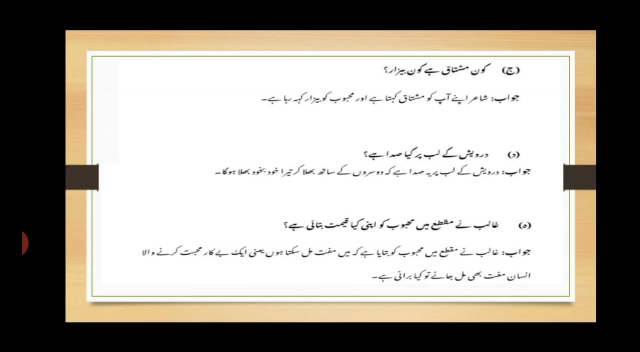 (ج) کون مشتاق ہے کون بیزار؟
جواب: شاعر اپنے آپ کو مشتاق کہتا ہے اور محبوب کو بیزار کہہ رہا ہے۔
(د) درویش کے لب پر کیا صدا ہے؟
جواب: درویش کے لب پر یہ صدا ہے کہ دوسروں کے ساتھ بھلا کر تیرا خود بخود بھلا ہوگا۔
(ہ) غالب نے مقطع میں محبوب کو اپنی کیا قیمت بتائی ہے؟
جواب: غالب نے مقطع میں محبوب کو بتایا ہے کہ میں مفت مل سکتا ہوں یعنی ایک بے کار محبت کرنے والا
انسان مفت بھی مل جائے تو کیا برائی ہے۔